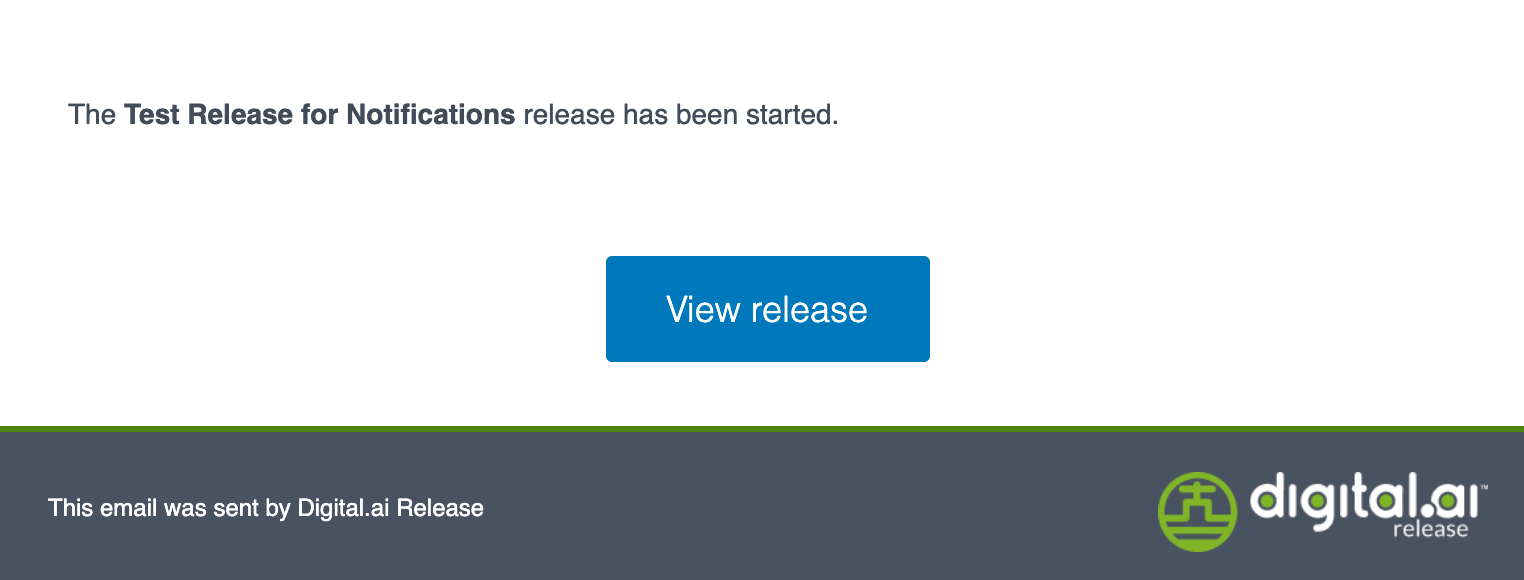 The Test Release for Notifications release has been started.
View release
This email was sent by Digital.ai Release
digital.ai™
release